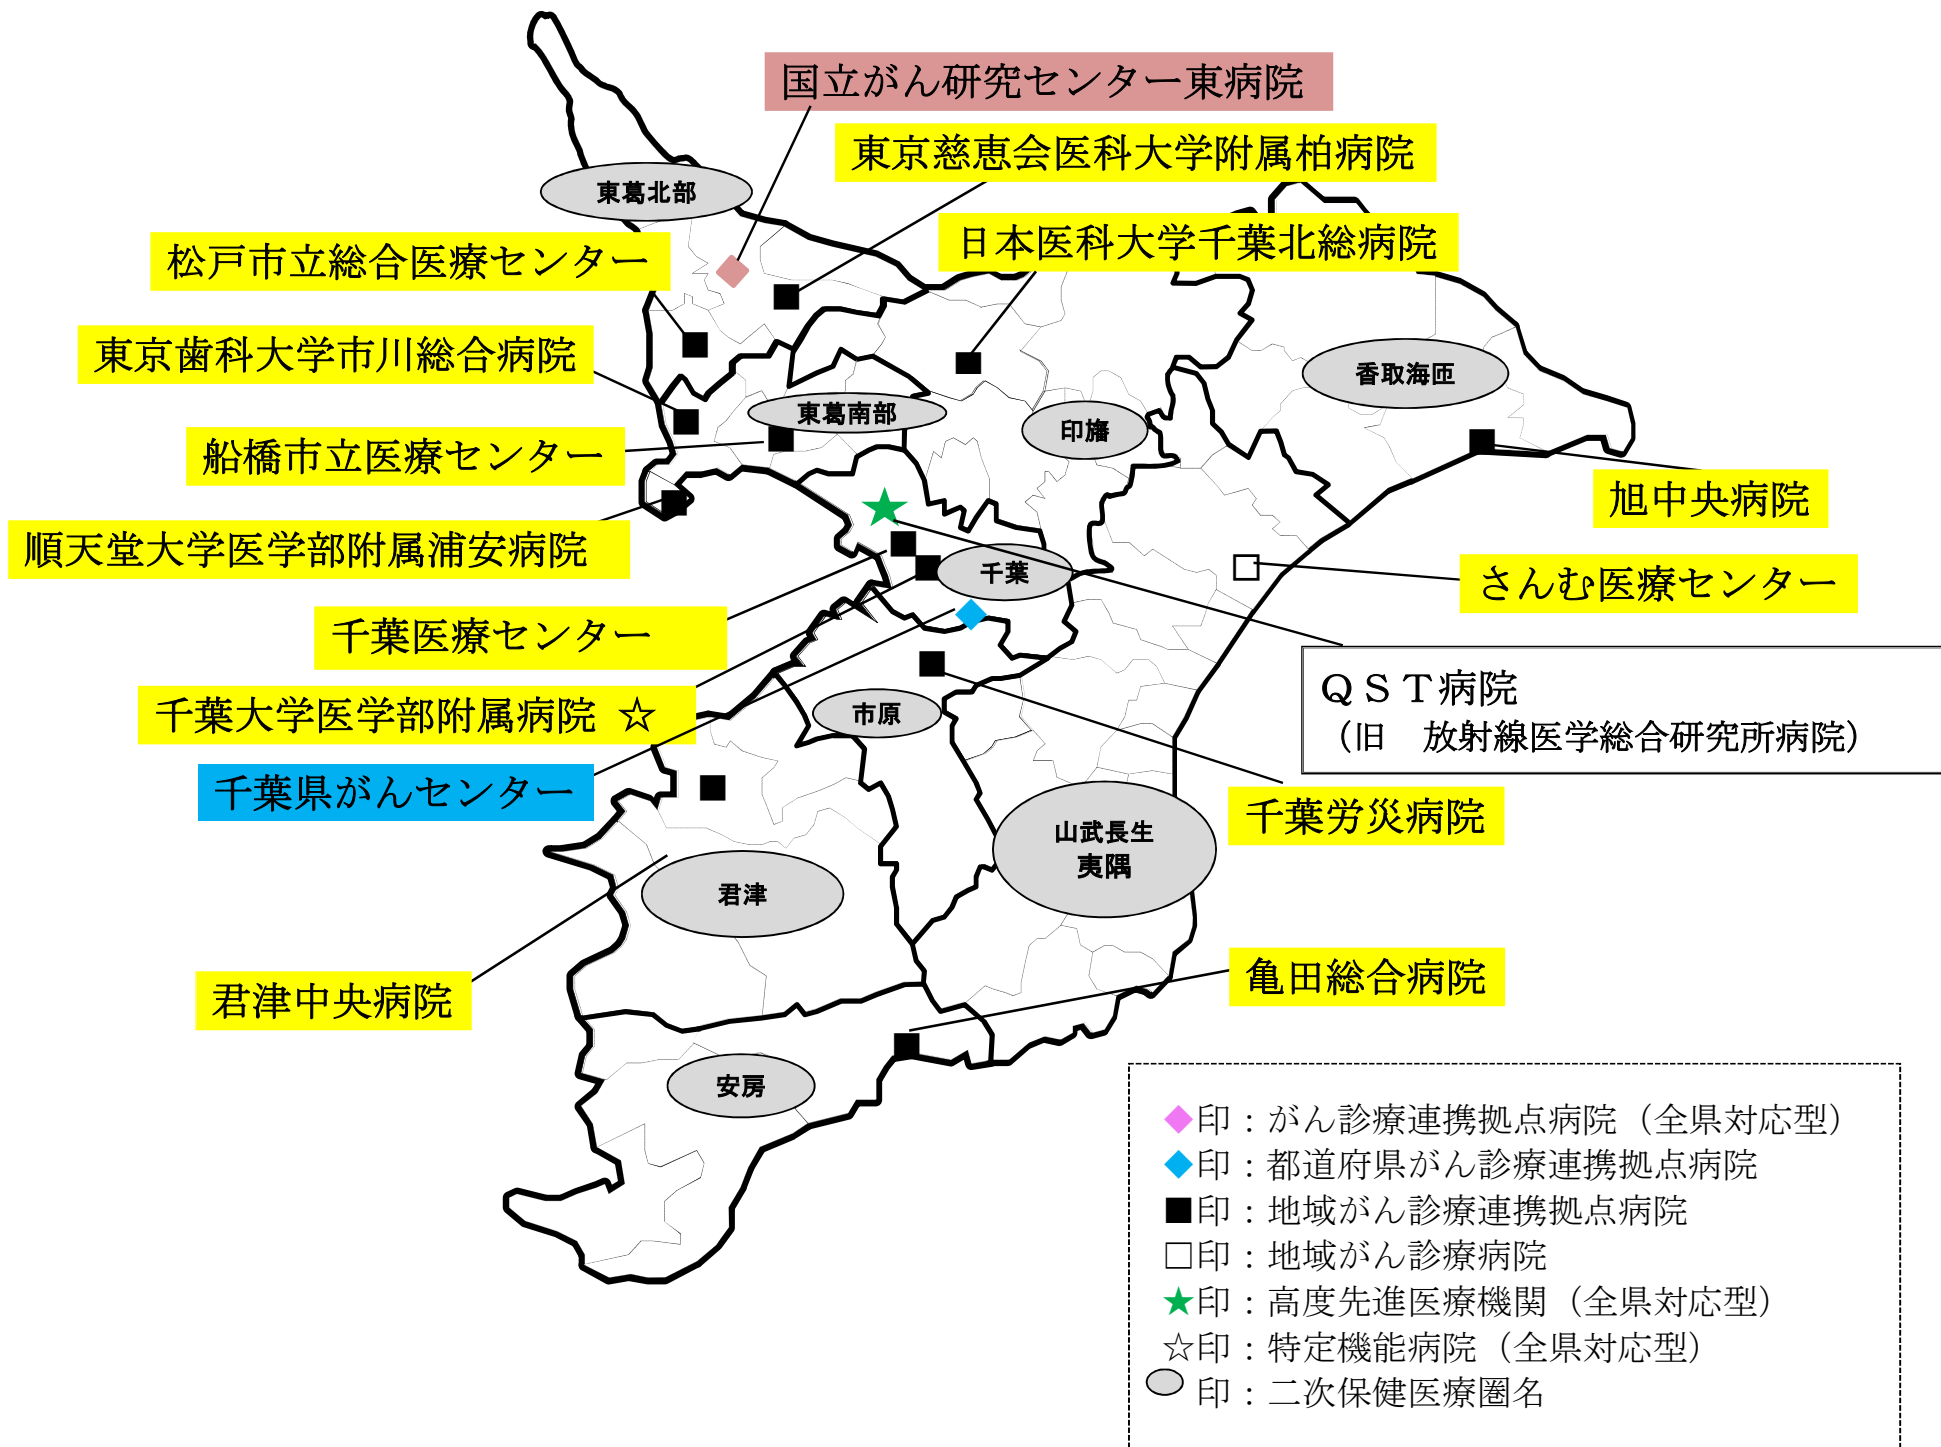 国立がん研究センター東病院
東京慈恵会医科大学附属柏病院
東葛北部
日本医科大学千葉北総病院
松戸市立総合医療センター
東京歯科大学市川総合病院
香取海匝
東葛南部
印旛
船橋市立医療センター
旭中央病院
順天堂大学医学部附属浦安病院
千葉
さんむ医療センター
千葉医療センター
QST病院
(旧 放射線医学総合研究所病院)
千葉大学医学部附属病院 ☆
市原
千葉県がんセンター
千葉労災病院
山武長生
夷隅
君津
君津中央病院
亀田総合病院
安房
◆印:がん診療連携拠点病院(全県対応型)
◆印:都道府県がん診療連携拠点病院
■印:地域がん診療連携拠点病院
□印:地域がん診療病院
★印:高度先進医療機関(全県対応型)
☆印:特定機能病院(全県対応型)
印:二次保健医療圏名